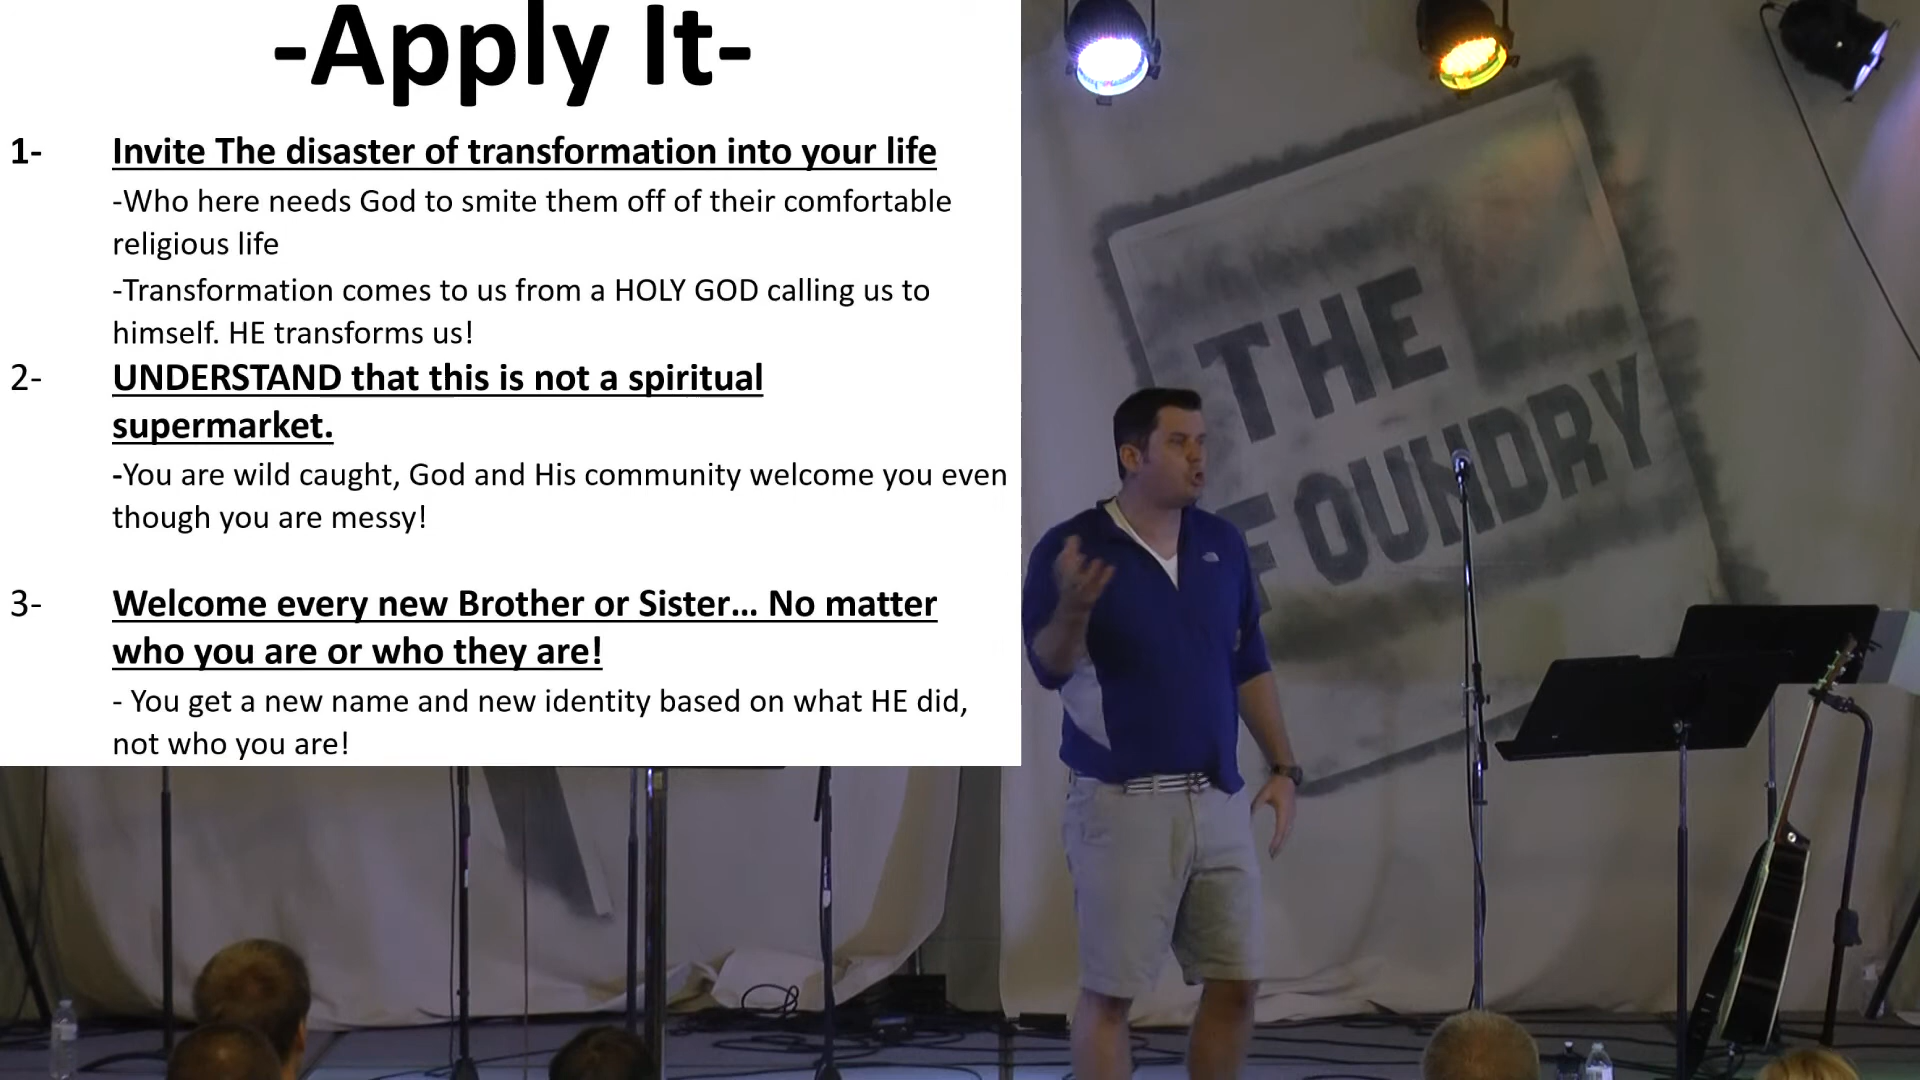 -Apply It-
1- Invite The disaster of transformation into your life
-Who here needs God to smite them off of their comfortable
religious life
-Transformation comes to us from a HOLY GOD calling us to
himself. HE transforms us!
2- UNDERSTAND that this is not a spiritual
supermarket.
-You are wild caught, God and His community welcome you even
though you are messy!
3- Welcome every new Brother or Sister... No matter
who you are or who they are!
- You get a new name and new identity based on what HE did,
not who you are!
THE
FOUNDRY